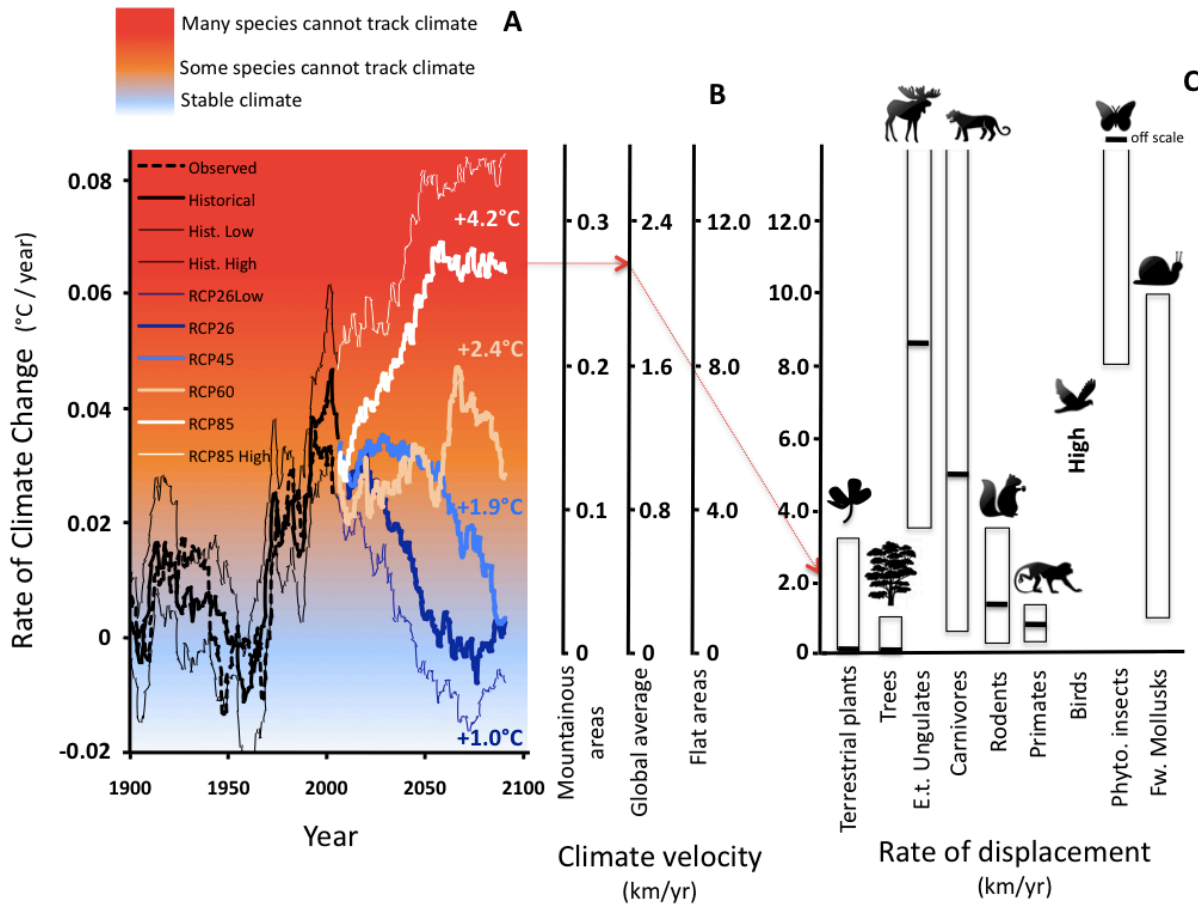 Many species cannot track climate
Some species cannot track climate
Stable climate
A
Rate of Climate Change (°C / year)
0.08
0.06
0.04
0.02
0
-0.02
Observed
Historical
Hist. Low
Hist. High
RCP26Low
RCP26
RCP45
RCP60
RCP85
RCP85 High
+4.2°C
+2.4°C
+1.9°C
+1.0°C
1900
1950
2000
2050
2100
Year
B
0.3
0.2
0.1
0
2.4
1.6
0.8
0
12.0
8.0
4.0
0
Mountainous
areas
Global average
Flat areas
Climate velocity
(km/yr)
C
off scale
12.0
10.0
8.0
6.0
4.0
2.0
0
High
Terrestrial plants
Trees
E.t. Ungulates
Carnivores
Rodents
Primates
Birds
Phyto. insects
Fw. Mollusks
Rate of displacement
(km/yr)